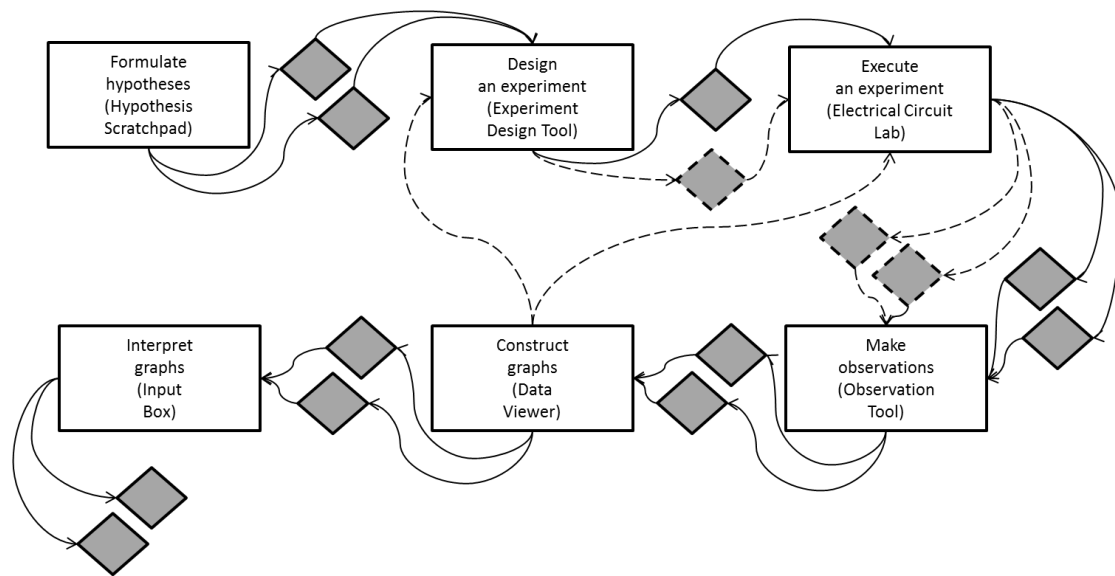 Formulate
hypotheses
(Hypothesis
Scratchpad)
Design
an experiment
(Experiment
Design Tool)
Execute
an experiment
(Electrical Circuit
Lab)
Interpret
graphs
(Input
Box)
Construct
graphs
(Data
Viewer)
Make
observations
(Observation
Tool)